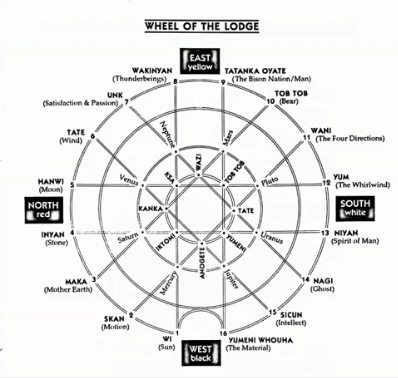 WHEEL OF THE LODGE
EAST
yellow
WAKINYAN
(Thunderbeings)
8
9
TATANKA OYATE
(The Bison Nation/Man)
UNK
(Satisfaction & Passion)
7
10
TOB TOB
(Bear)
TATE
(Wind)
6
11
WANI
(The Four Directions)
Neptune
Mars
WAZI
Venus
KSA
TOB TOB
Pluto
HANWI
(Moon)
5
12
YUM
(The Whirlwind)
NORTH
red
KANKA
TATE
SOUTH
white
INYAN
(Stone)
4
13
NIYAN
(Spirit of Man)
Saturn
IKTOMI
YUMENI
Uranus
ANOGETE
MAKA
(Mother Earth)
3
14
NAGI
(Ghost)
Mercury
Jupiter
SKAN
(Motion)
2
15
SICUN
(Intellect)
WI
(Sun)
1
16
YUMENI WHOUHA
(The Material)
WEST
black